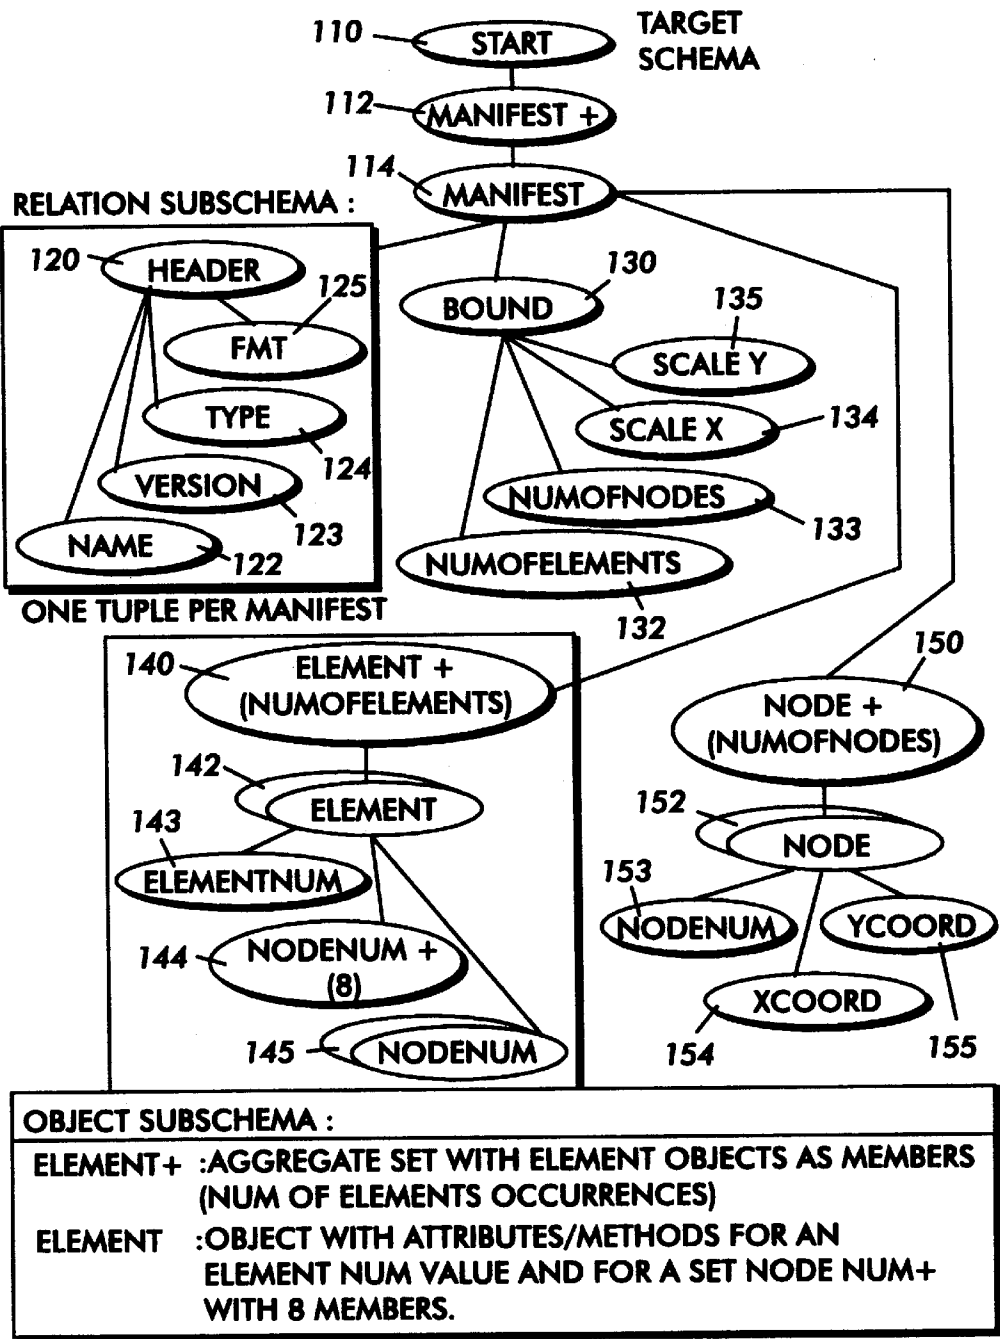 TARGET
SCHEMA
110
START
112
MANIFEST +
114
MANIFEST
RELATION SUBSCHEMA :
120
HEADER
125
FMT
TYPE
124
VERSION
123
NAME
122
ONE TUPLE PER MANIFEST
130
BOUND
135
SCALE Y
SCALE X
134
NUMOFNODES
133
NUMOFELEMENTS
132
140
ELEMENT +
(NUMOFELEMENTS)
142
ELEMENT
143
ELEMENTNUM
144
NODENUM +
(8)
145
NODENUM
150
NODE +
(NUMOFNODES)
152
NODE
153
NODENUM
YCOORD
XCOORD
154
155
OBJECT SUBSCHEMA :
ELEMENT+ :AGGREGATE SET WITH ELEMENT OBJECTS AS MEMBERS
(NUM OF ELEMENTS OCCURRENCES)
ELEMENT :OBJECT WITH ATTRIBUTES/METHODS FOR AN
ELEMENT NUM VALUE AND FOR A SET NODE NUM+
WITH 8 MEMBERS.